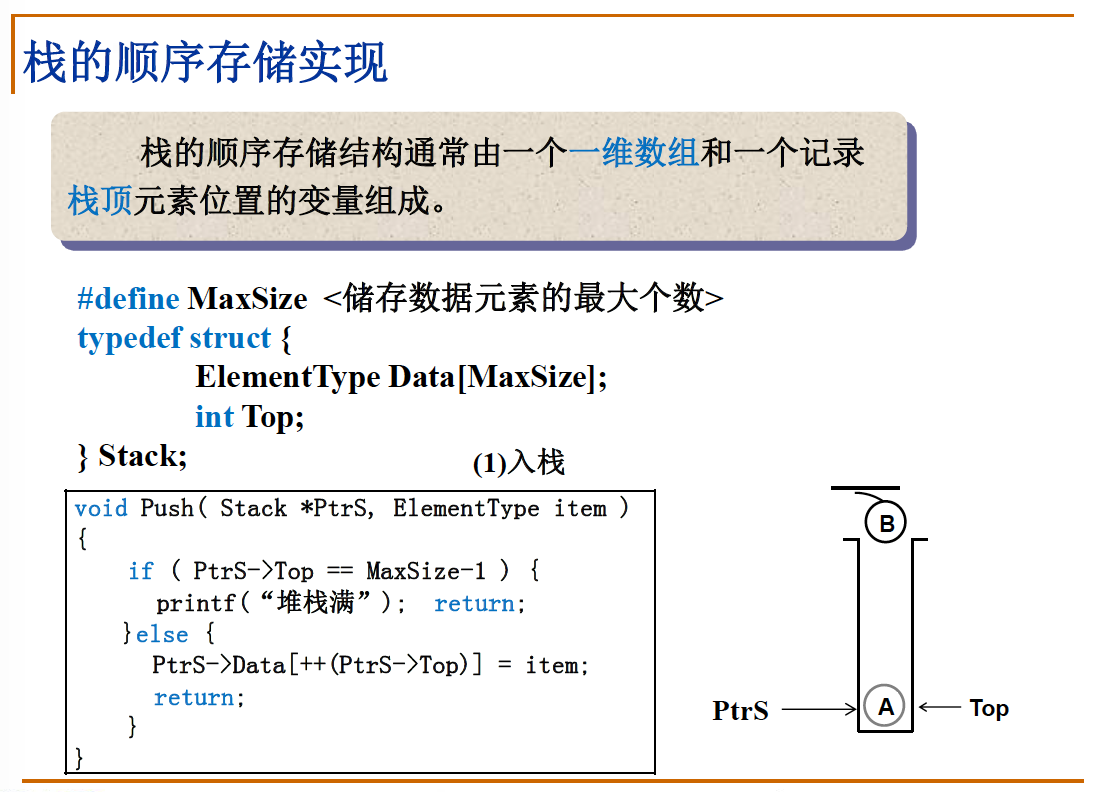 栈的顺序存储实现
栈的顺序存储结构通常由一个一维数组和一个记录
栈顶元素位置的变量组成。
#define MaxSize <储存数据元素的最大个数>
typedef struct {
ElementType Data[MaxSize];
int Top;
} Stack;
(1)入栈
void Push( Stack *PtrS, ElementType item )
{
if ( PtrS->Top == MaxSize-1 ) {
printf(“堆栈满”); return;
}else {
PtrS->Data[++(PtrS->Top)] = item;
return;
}
}
B
PtrS
A
Top